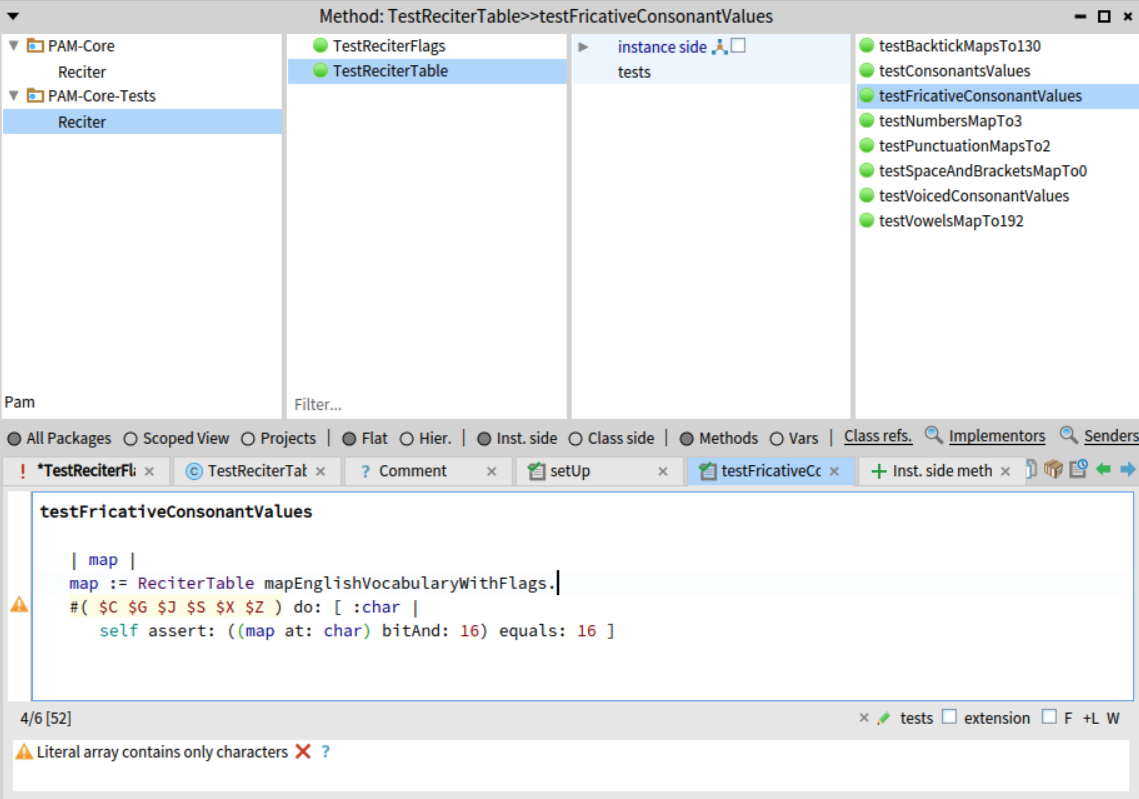 Method: TestReciterTable>>testFricativeConsonantValues
PAM-Core
Reciter
PAM-Core-Tests
Reciter
Pam
TestReciterFlags
TestReciterTable
Filter...
instance side
tests
testBacktickMapsTo130
testConsonantsValues
testFricativeConsonantValues
testNumbersMapTo3
testPunctuationMapsTo2
testSpaceAndBracketsMapTo0
testVoicedConsonantValues
testVowelsMapTo192
All Packages Scoped View Projects | Flat Hier. | Inst. side Class side | Methods Vars | Class refs. Implementors Senders
! *TestReciterFla × C TestReciterTab × ? Comment × setUp × testFricativeCo × + Inst. side meth ×
testFricativeConsonantValues
| map |
map := ReciterTable mapEnglishVocabularyWithFlags.
#( $C $G $J $S $X $Z ) do: [ :char |
self assert: ((map at: char) bitAnd: 16) equals: 16 ]
4/6 [52] × tests extension F +L W
Literal array contains only characters ?